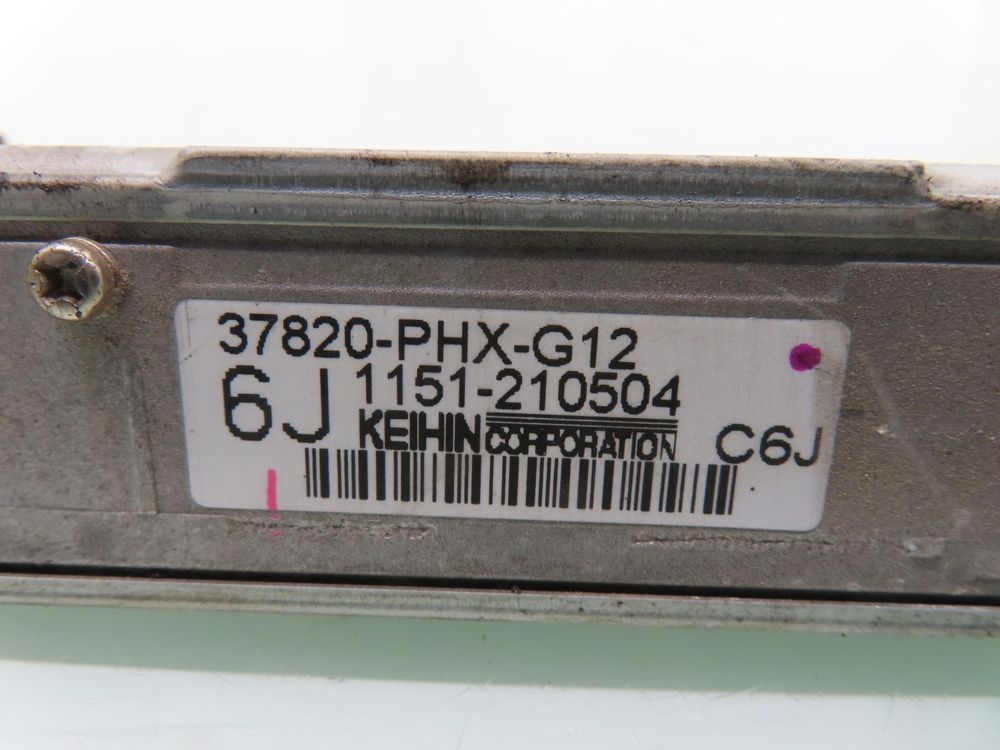 37820-PHX-G12
6J 1151-210504
KEIHIN CORPORATION C6J